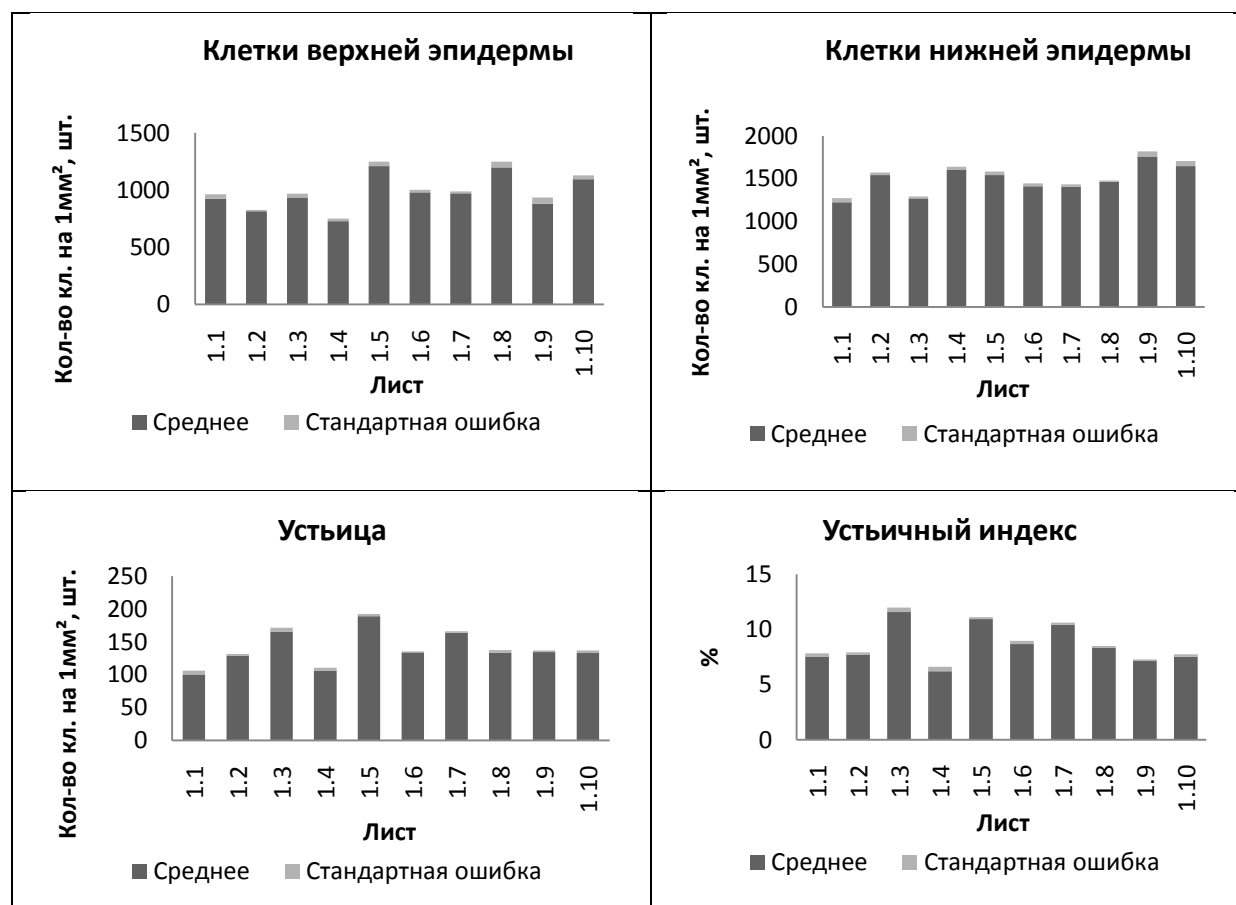 Клетки верхней эпидермы
Кол-во кл. на 1мм², шт.
1500
1000
500
0
1.1 1.2 1.3 1.4 1.5 1.6 1.7 1.8 1.9 1.10
Лист
Среднее Стандартная ошибка
Клетки нижней эпидермы
Кол-во кл. на 1мм², шт.
2000
1500
1000
500
0
1.1 1.2 1.3 1.4 1.5 1.6 1.7 1.8 1.9 1.10
Лист
Среднее Стандартная ошибка
Устьица
Кол-во кл. на 1мм², шт.
250
200
150
100
50
0
1.1 1.2 1.3 1.4 1.5 1.6 1.7 1.8 1.9 1.10
Лист
Среднее Стандартная ошибка
Устьичный индекс
%
15
10
5
0
1.1 1.2 1.3 1.4 1.5 1.6 1.7 1.8 1.9 1.10
Лист
Среднее Стандартная ошибка